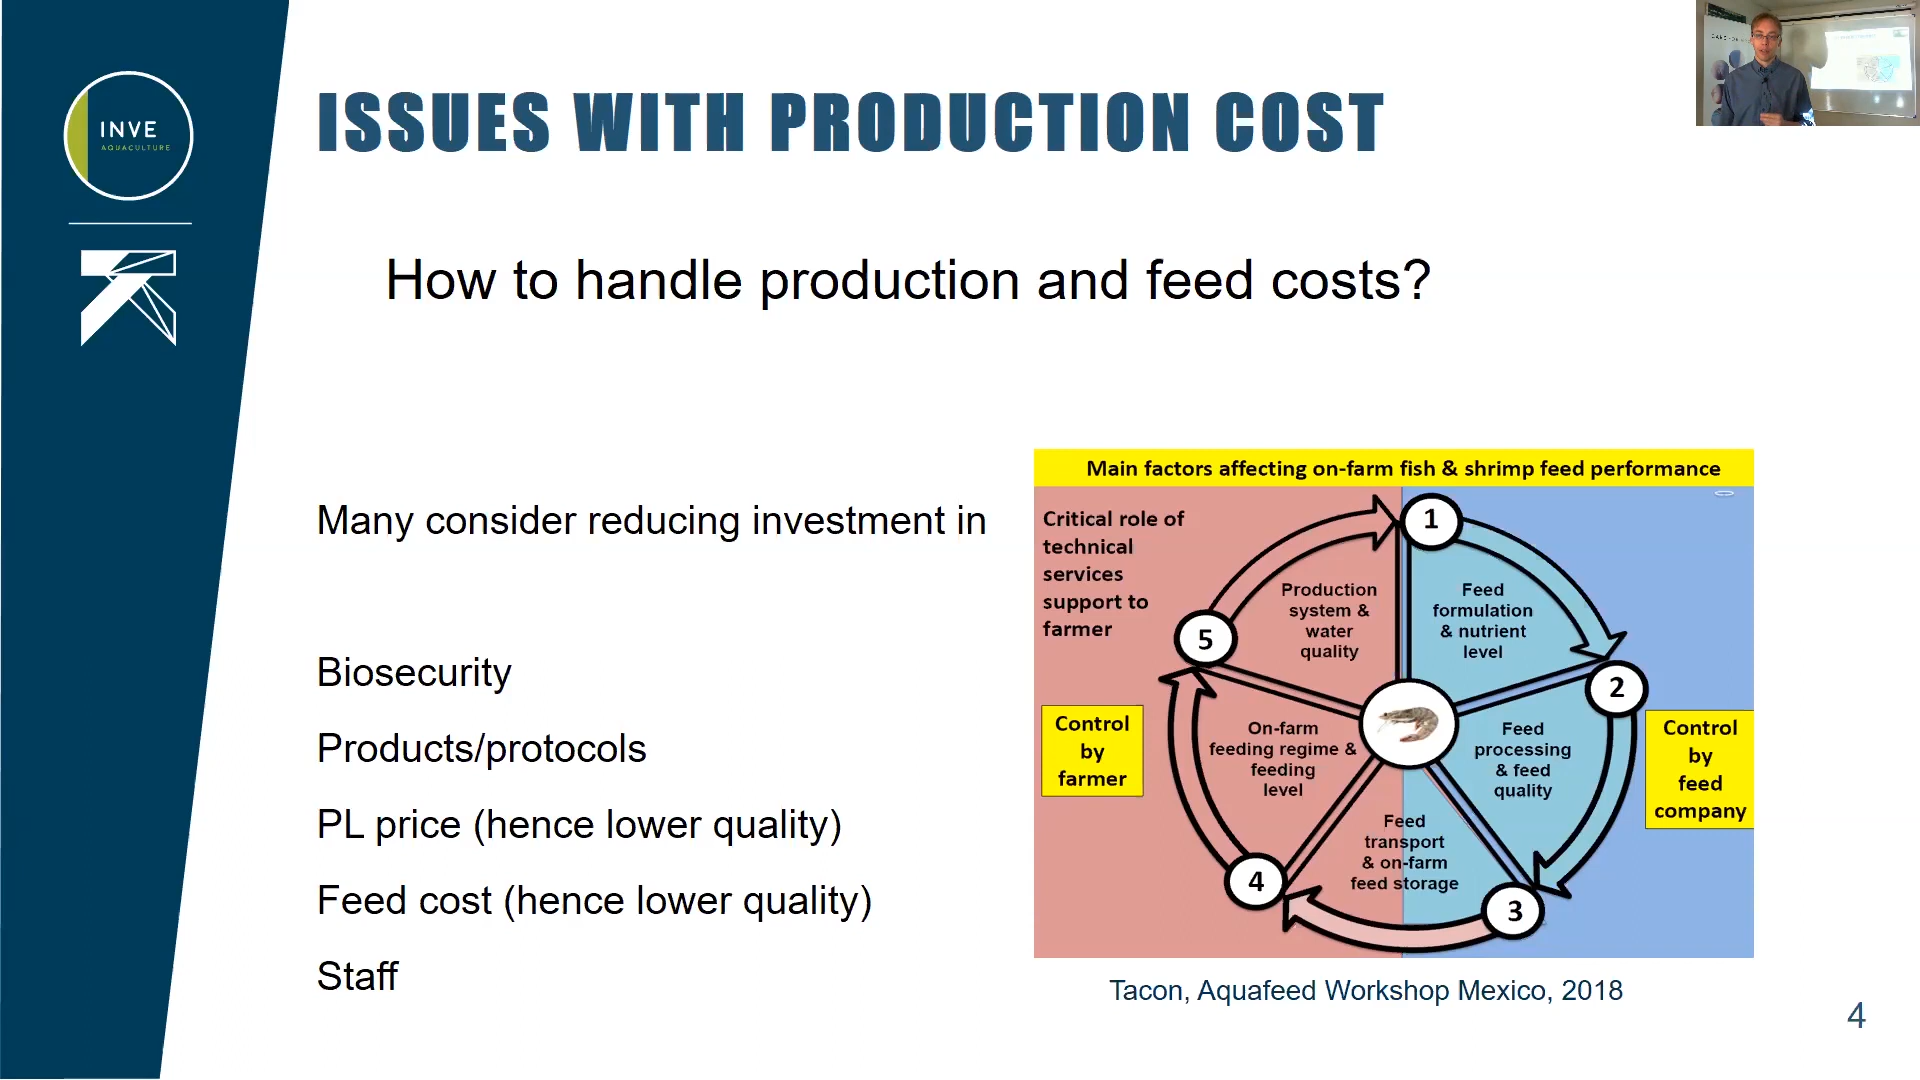 INVE
AQUACULTURE
ISSUES WITH PRODUCTION COST
How to handle production and feed costs?
Many consider reducing investment in
Biosecurity
Products/protocols
PL price (hence lower quality)
Feed cost (hence lower quality)
Staff
Main factors affecting on-farm fish & shrimp feed performance
Critical role of
technical
services
support to
farmer
1
Feed
formulation
& nutrient
level
2
Feed
processing
& feed
quality
Control
by
feed
company
3
Feed
transport
& on-farm
feed storage
4
On-farm
feeding regime &
feeding
level
Control
by
farmer
5
Production
system &
water
quality
Tacon, Aquafeed Workshop Mexico, 2018
4